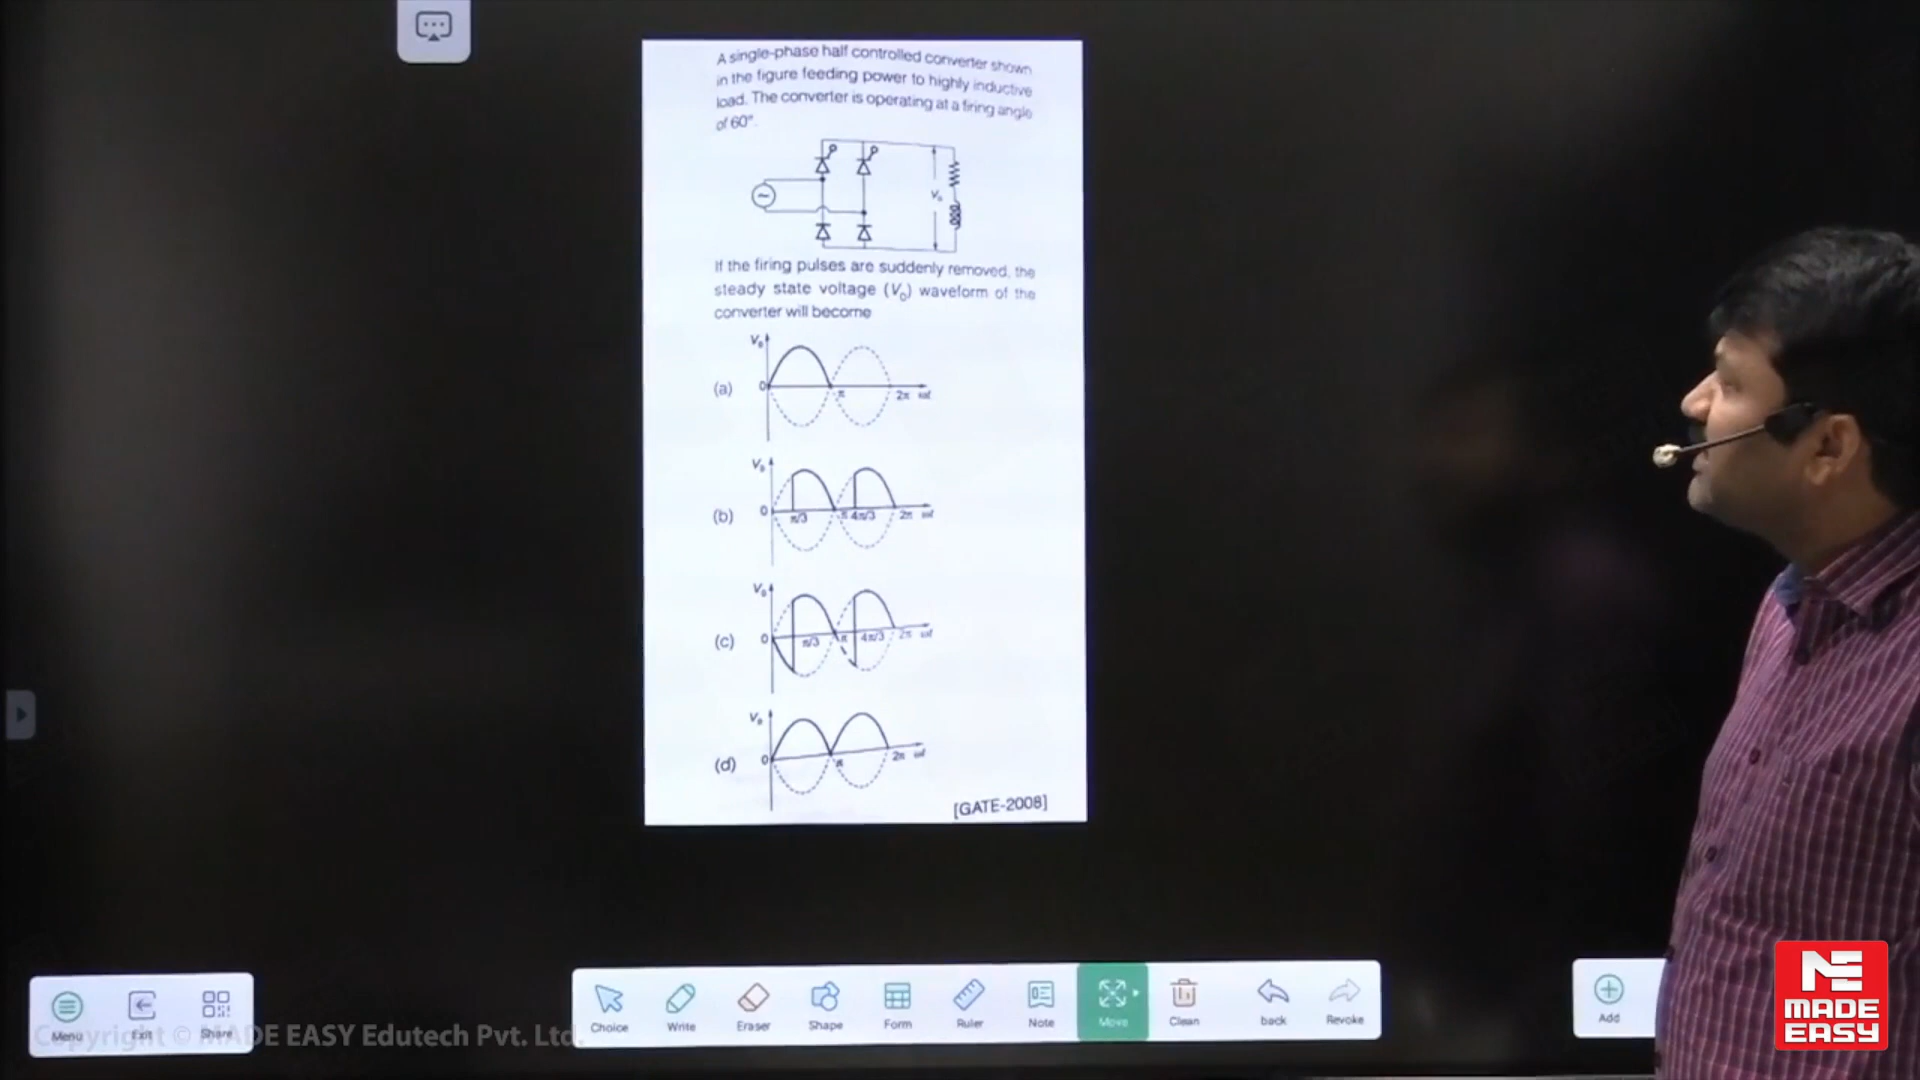 A single-phase half controlled converter shown
in the figure feeding power to highly inductive
load. The converter is operating at a firing angle
of 60°.
V₀
If the firing pulses are suddenly removed, the
steady state voltage (V₀) waveform of the
converter will become
V₀
(a)
0
π
2π
ωt
V₀
(b)
0
π/3
π
4π/3
2π
ωt
V₀
(c)
0
π/3
π
4π/3
2π
ωt
V₀
(d)
0
π
2π
ωt
[GATE-2008]
Menu
Exit
Share
Choice
Write
Eraser
Shape
Form
Ruler
Note
Move
Clean
back
Revoke
Add
Copyright © MADE EASY Edutech Pvt. Ltd.
ME
MADE
EASY